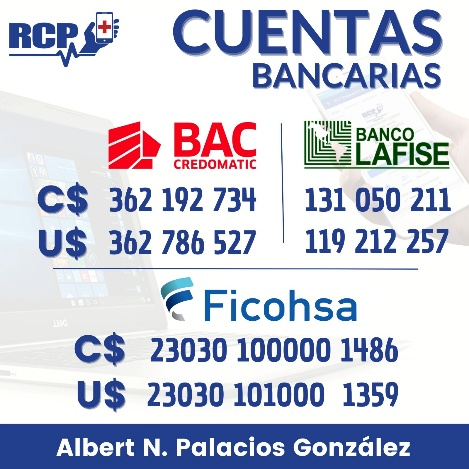 RCP
CUENTAS
BANCARIAS
BAC
CREDOMATIC
BANCO
LAFISE
C$ 362 192 734 131 050 211
U$ 362 786 527 119 212 257
Ficohsa
C$ 23030 100000 1486
U$ 23030 101000 1359
Albert N. Palacios González